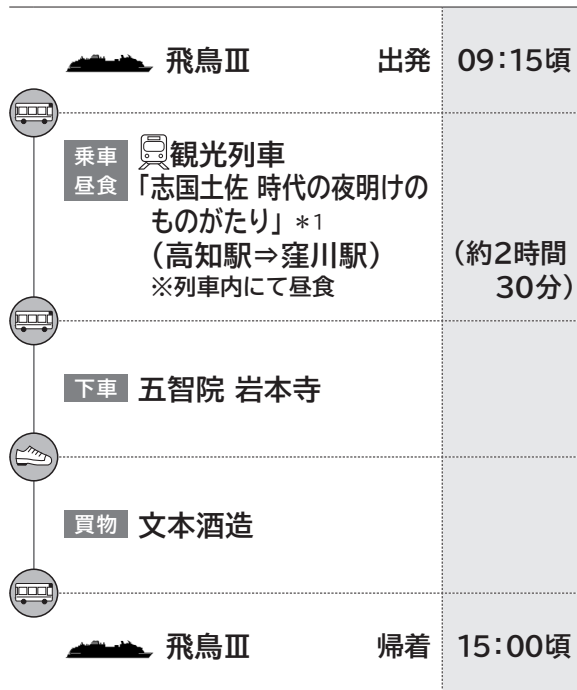 飛鳥Ⅲ 出発 09:15頃
乗車
昼食
観光列車
「志国土佐 時代の夜明けの
ものがたり」＊1
（高知駅⇒窪川駅）
※列車内にて昼食
（約2時間
30分）
下車 五智院 岩本寺
買物 文本酒造
飛鳥Ⅲ 帰着 15:00頃